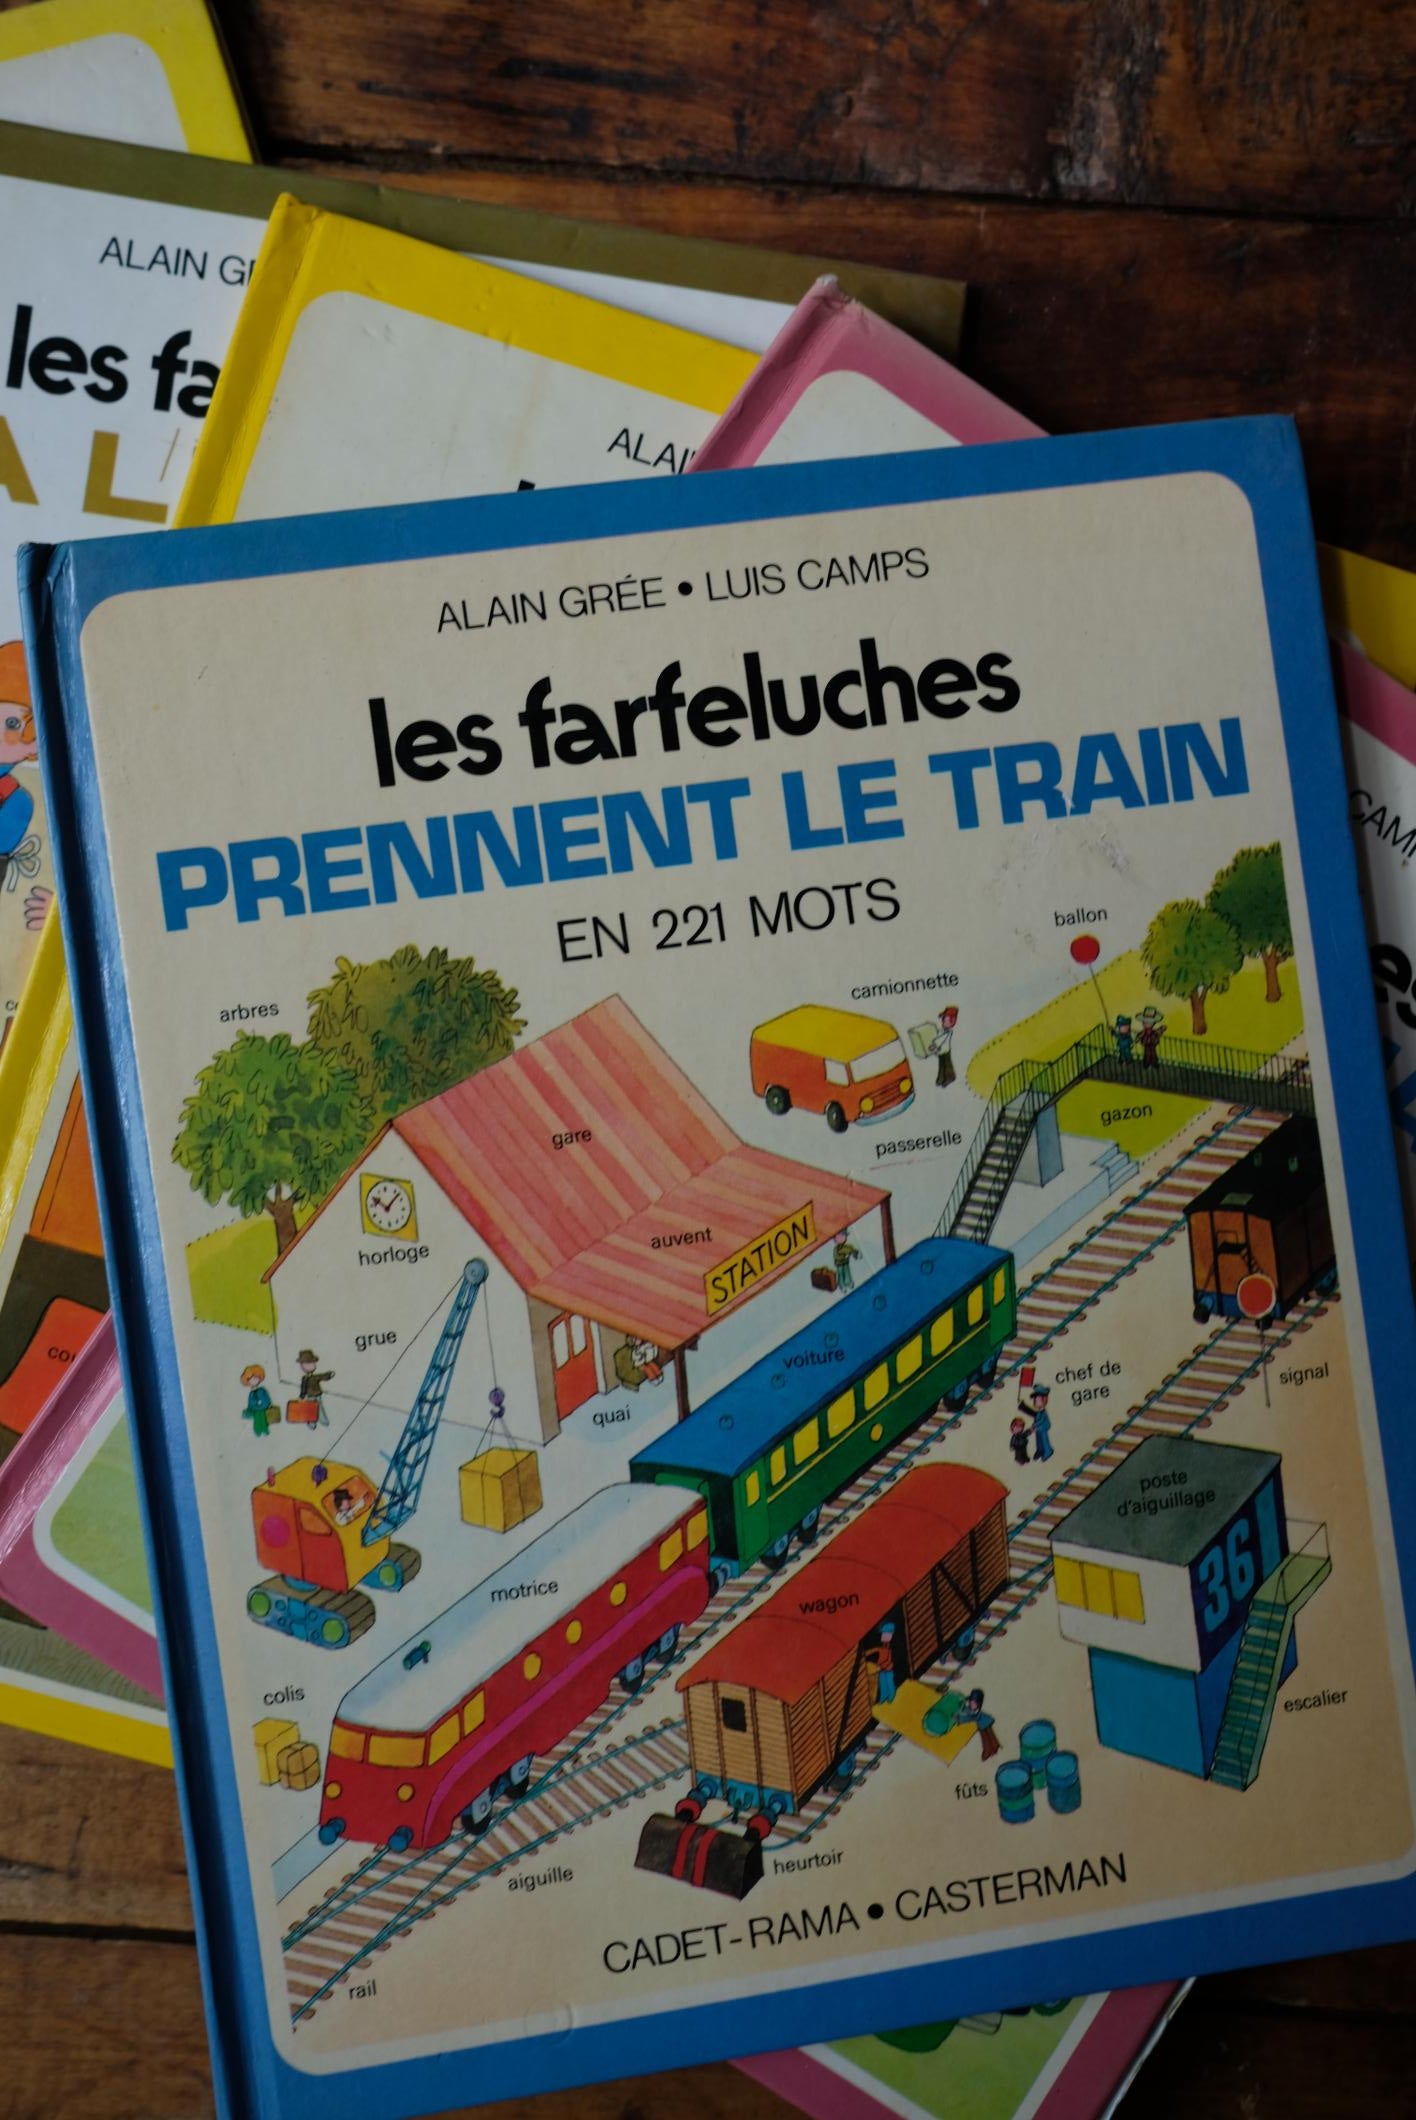 ALAIN
les
A L'
ALAI
ALAIN GRÉE • LUIS CAMPS
les farfeluches
PRENNENT LE TRAIN
EN 221 MOTS
ballon
camionnette
arbres
gazon
gare
passerelle
auvent
STATION
horloge
grue
voiture
chef de
gare
signal
quai
poste
d'aiguillage
36
motrice
wagon
colis
escalier
fûts
heurtoir
aiguille
CADET-RAMA • CASTERMAN
rail